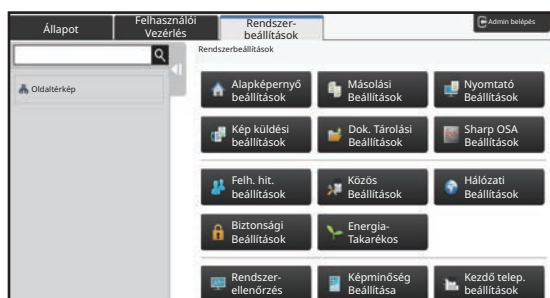 Állapot
Felhasználói
Vezérlés
Rendszer-
beállítások
Admin belépés
Rendszerbeállítások
Oldaltérkép
Alapképernyő
beállítások
Másolási
Beállítások
Nyomtató
Beállítások
Kép küldési
beállítások
Dok. Tárolási
Beállítások
Sharp OSA
Beállítások
Felh. hit.
beállítások
Közös
Beállítások
Hálózati
Beállítások
Biztonsági
Beállítások
Energia-
Takarékos
Rendszer-
ellenőrzés
Képminőség
Beállítása
Kezdő telep.
beállítások